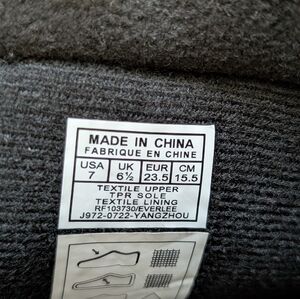 MADE IN CHINA
FABRIQUE EN CHINE
USA UK EUR CM
7 6½ 23.5 15.5
TEXTILE UPPER
TPR SOLE
TEXTILE LINING
RF103730/EVERLEE
J972-0722-YANGZHOU